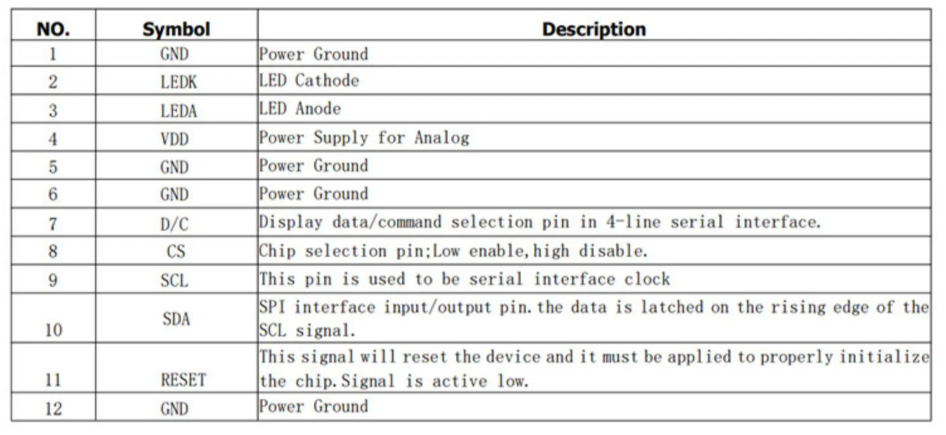 NO. Symbol Description
1 GND Power Ground
2 LEDK LED Cathode
3 LEDA LED Anode
4 VDD Power Supply for Analog
5 GND Power Ground
6 GND Power Ground
7 D/C Display data/command selection pin in 4-line serial interface.
8 CS Chip selection pin;Low enable,high disable.
9 SCL This pin is used to be serial interface clock
10 SDA SPI interface input/output pin.the data is latched on the rising edge of the
SCL signal.
11 RESET This signal will reset the device and it must be applied to properly initialize
the chip.Signal is active low.
12 GND Power Ground